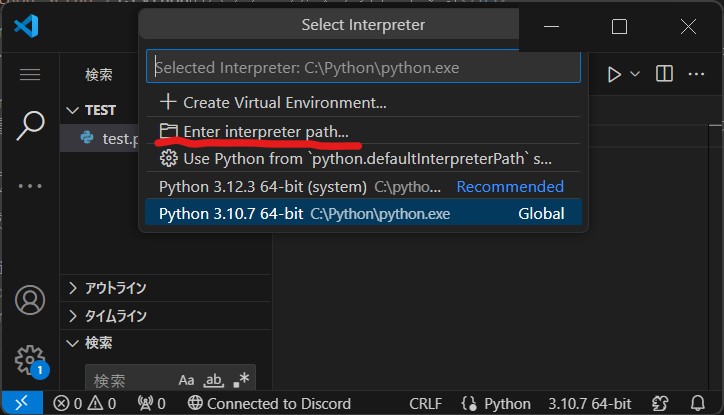 Select Interpreter
検索
Selected Interpreter: C:\Python\python.exe
Create Virtual Environment...
TEST
Enter interpreter path...
test.p
Use Python from `python.defaultInterpreterPath` s...
Python 3.12.3 64-bit (system) C:\pytho... Recommended
Python 3.10.7 64-bit C:\Python\python.exe Global
アウトライン
タイムライン
検索
検索 Aa ab
1
0 0 0 Connected to Discord CRLF Python 3.10.7 64-bit